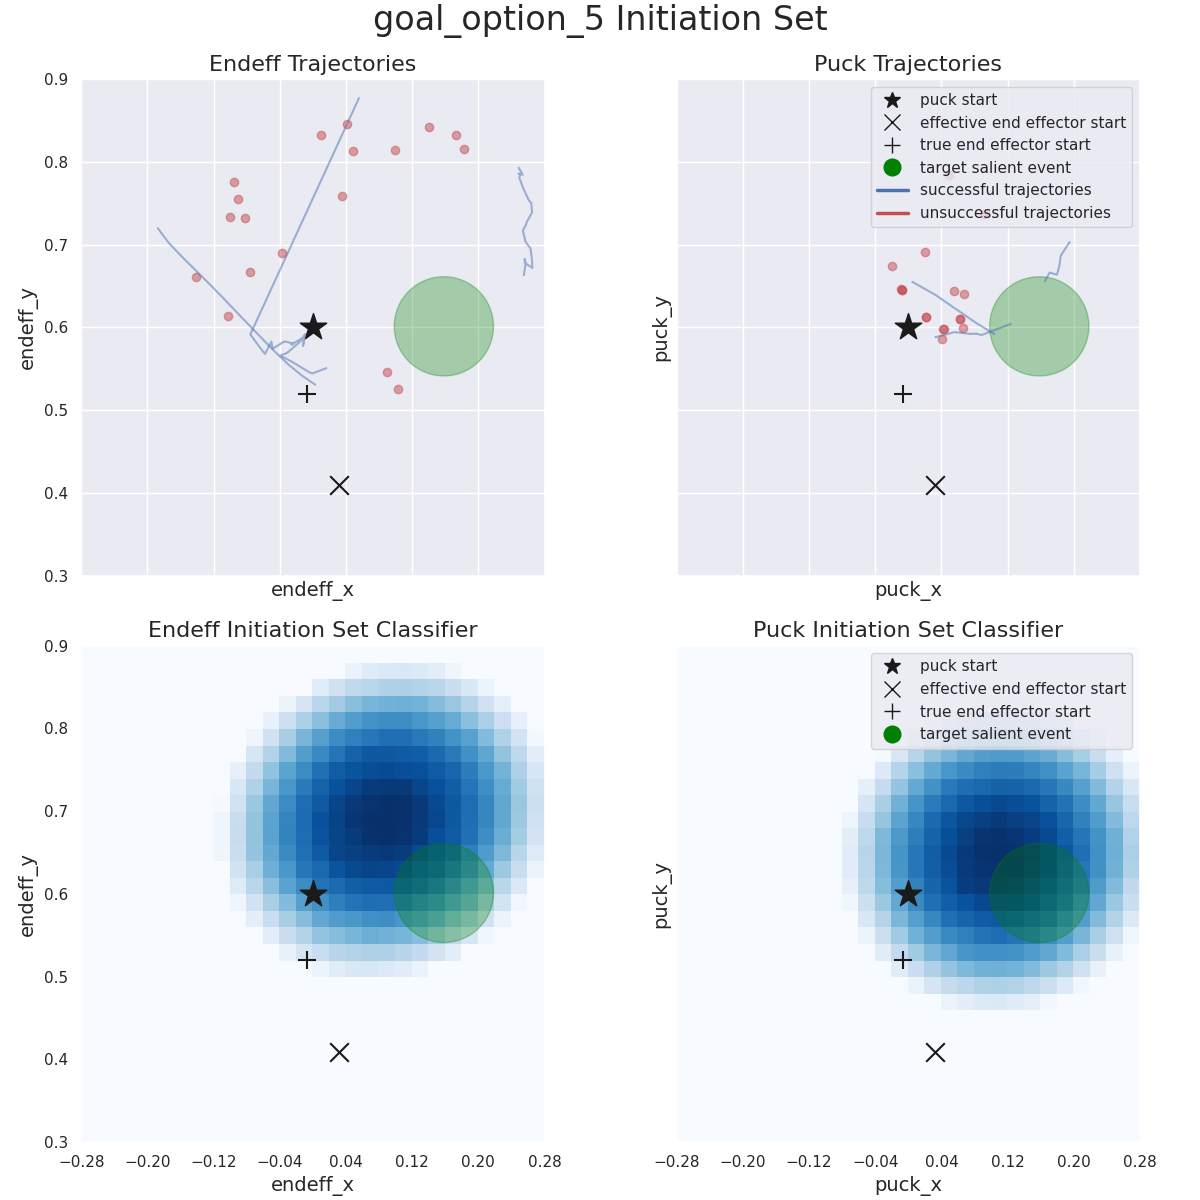 goal_option_5 Initiation Set
Endeff Trajectories
Puck Trajectories
0.9
0.8
0.7
0.6
0.5
0.4
0.3
endeff_y
endeff_x
puck start
effective end effector start
true end effector start
target salient event
successful trajectories
unsuccessful trajectories
puck_y
puck_x
Endeff Initiation Set Classifier
Puck Initiation Set Classifier
0.9
0.8
0.7
0.6
0.5
0.4
0.3
endeff_y
−0.28 −0.20 −0.12 −0.04 0.04 0.12 0.20 0.28
endeff_x
puck start
effective end effector start
true end effector start
target salient event
puck_y
−0.28 −0.20 −0.12 −0.04 0.04 0.12 0.20 0.28
puck_x